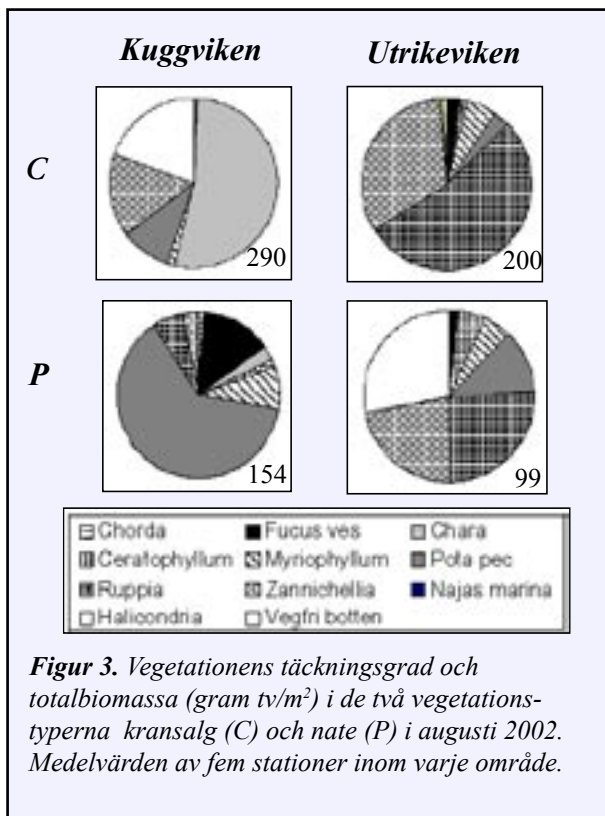 Kuggviken Utrikeviken
C
290 200
P
154 99
Chorda Fucus ves Chara
Ceratophyllum Myriophyllum Pota pec
Ruppia Zannichellia Najas marina
Halicondria Vegfri botten
Figur 3. Vegetationens täckningsgrad och
totalbiomassa (gram tv/m²) i de två vegetations-
typerna kransalg (C) och nate (P) i augusti 2002.
Medelvärden av fem stationer inom varje område.